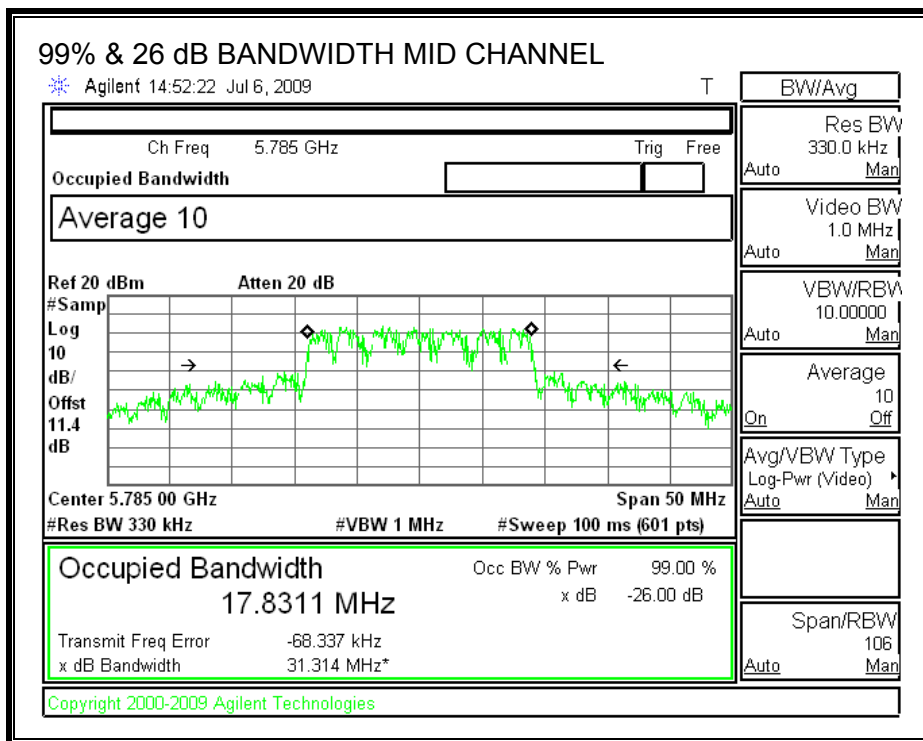 99% & 26 dB BANDWIDTH MID CHANNEL
Agilent 14:52:22 Jul 6, 2009 T
Ch Freq 5.785 GHz Trig Free
Occupied Bandwidth
Average 10
Ref 20 dBm Atten 20 dB
#Samp
Log
10
dB/
Offst
11.4
dB
Center 5.785 00 GHz Span 50 MHz
#Res BW 330 kHz #VBW 1 MHz #Sweep 100 ms (601 pts)
Occupied Bandwidth
17.8311 MHz
Occ BW % Pwr 99.00 %
x dB -26.00 dB
Transmit Freq Error -68.337 kHz
x dB Bandwidth 31.314 MHz*
Copyright 2000-2009 Agilent Technologies
BW/Avg
Res BW
330.0 kHz
Auto Man
Video BW
1.0 MHz
Auto Man
VBW/RBW
10.00000
Auto Man
Average
10
On Off
Avg/VBW Type
Log-Pwr (Video)
Auto Man
Span/RBW
106
Auto Man